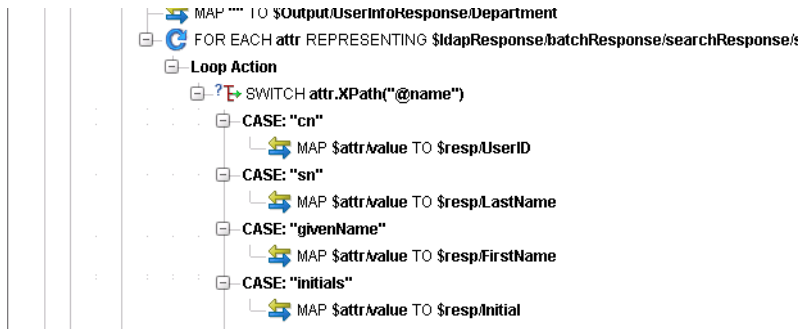 MAP "" TO $Output/UserInfoResponse/Department
FOR EACH attr REPRESENTING $ldapResponse/batchResponse/searchResponse/s
Loop Action
? SWITCH attr.XPath("@name")
CASE: "cn"
MAP $attr/value TO $resp/UserID
CASE: "sn"
MAP $attr/value TO $resp/LastName
CASE: "givenName"
MAP $attr/value TO $resp/FirstName
CASE: "initials"
MAP $attr/value TO $resp/Initial